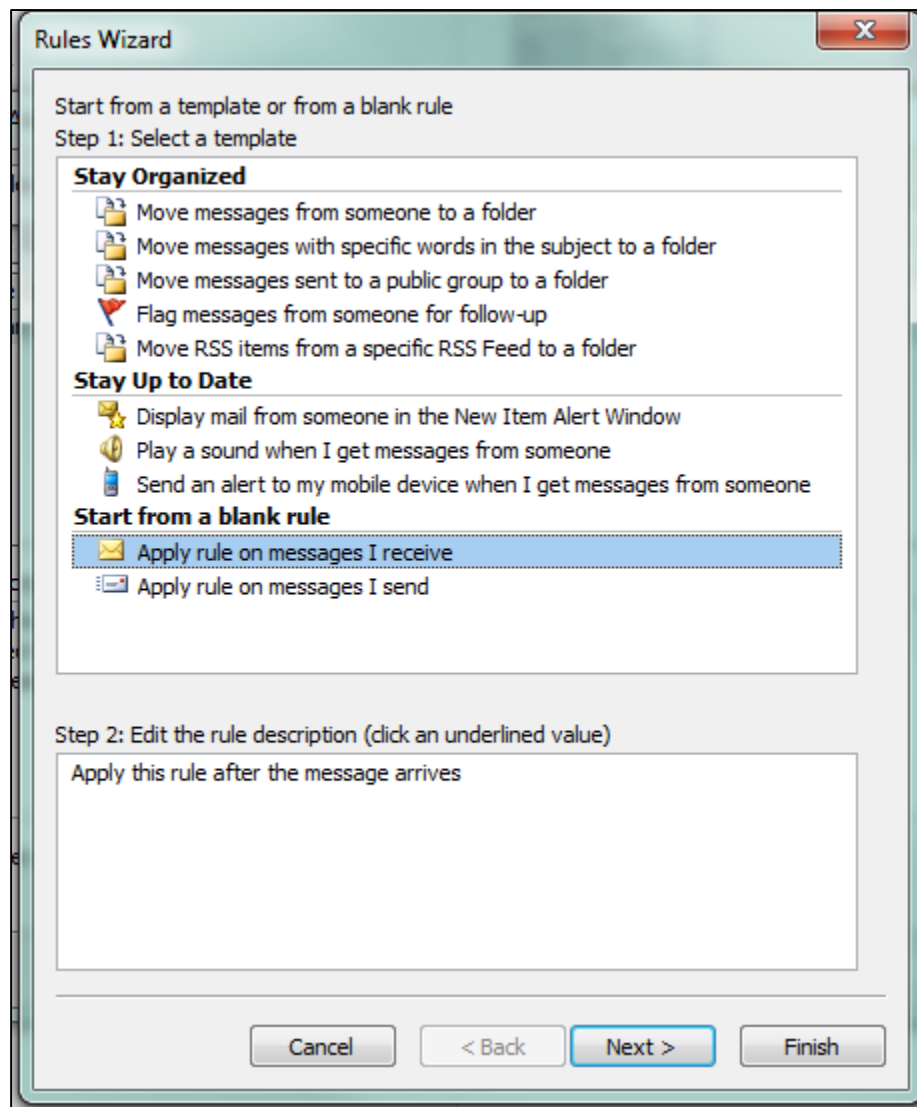 Rules Wizard
Start from a template or from a blank rule
Step 1: Select a template
Stay Organized
Move messages from someone to a folder
Move messages with specific words in the subject to a folder
Move messages sent to a public group to a folder
Flag messages from someone for follow-up
Move RSS items from a specific RSS Feed to a folder
Stay Up to Date
Display mail from someone in the New Item Alert Window
Play a sound when I get messages from someone
Send an alert to my mobile device when I get messages from someone
Start from a blank rule
Apply rule on messages I receive
Apply rule on messages I send
Step 2: Edit the rule description (click an underlined value)
Apply this rule after the message arrives
Cancel < Back Next > Finish